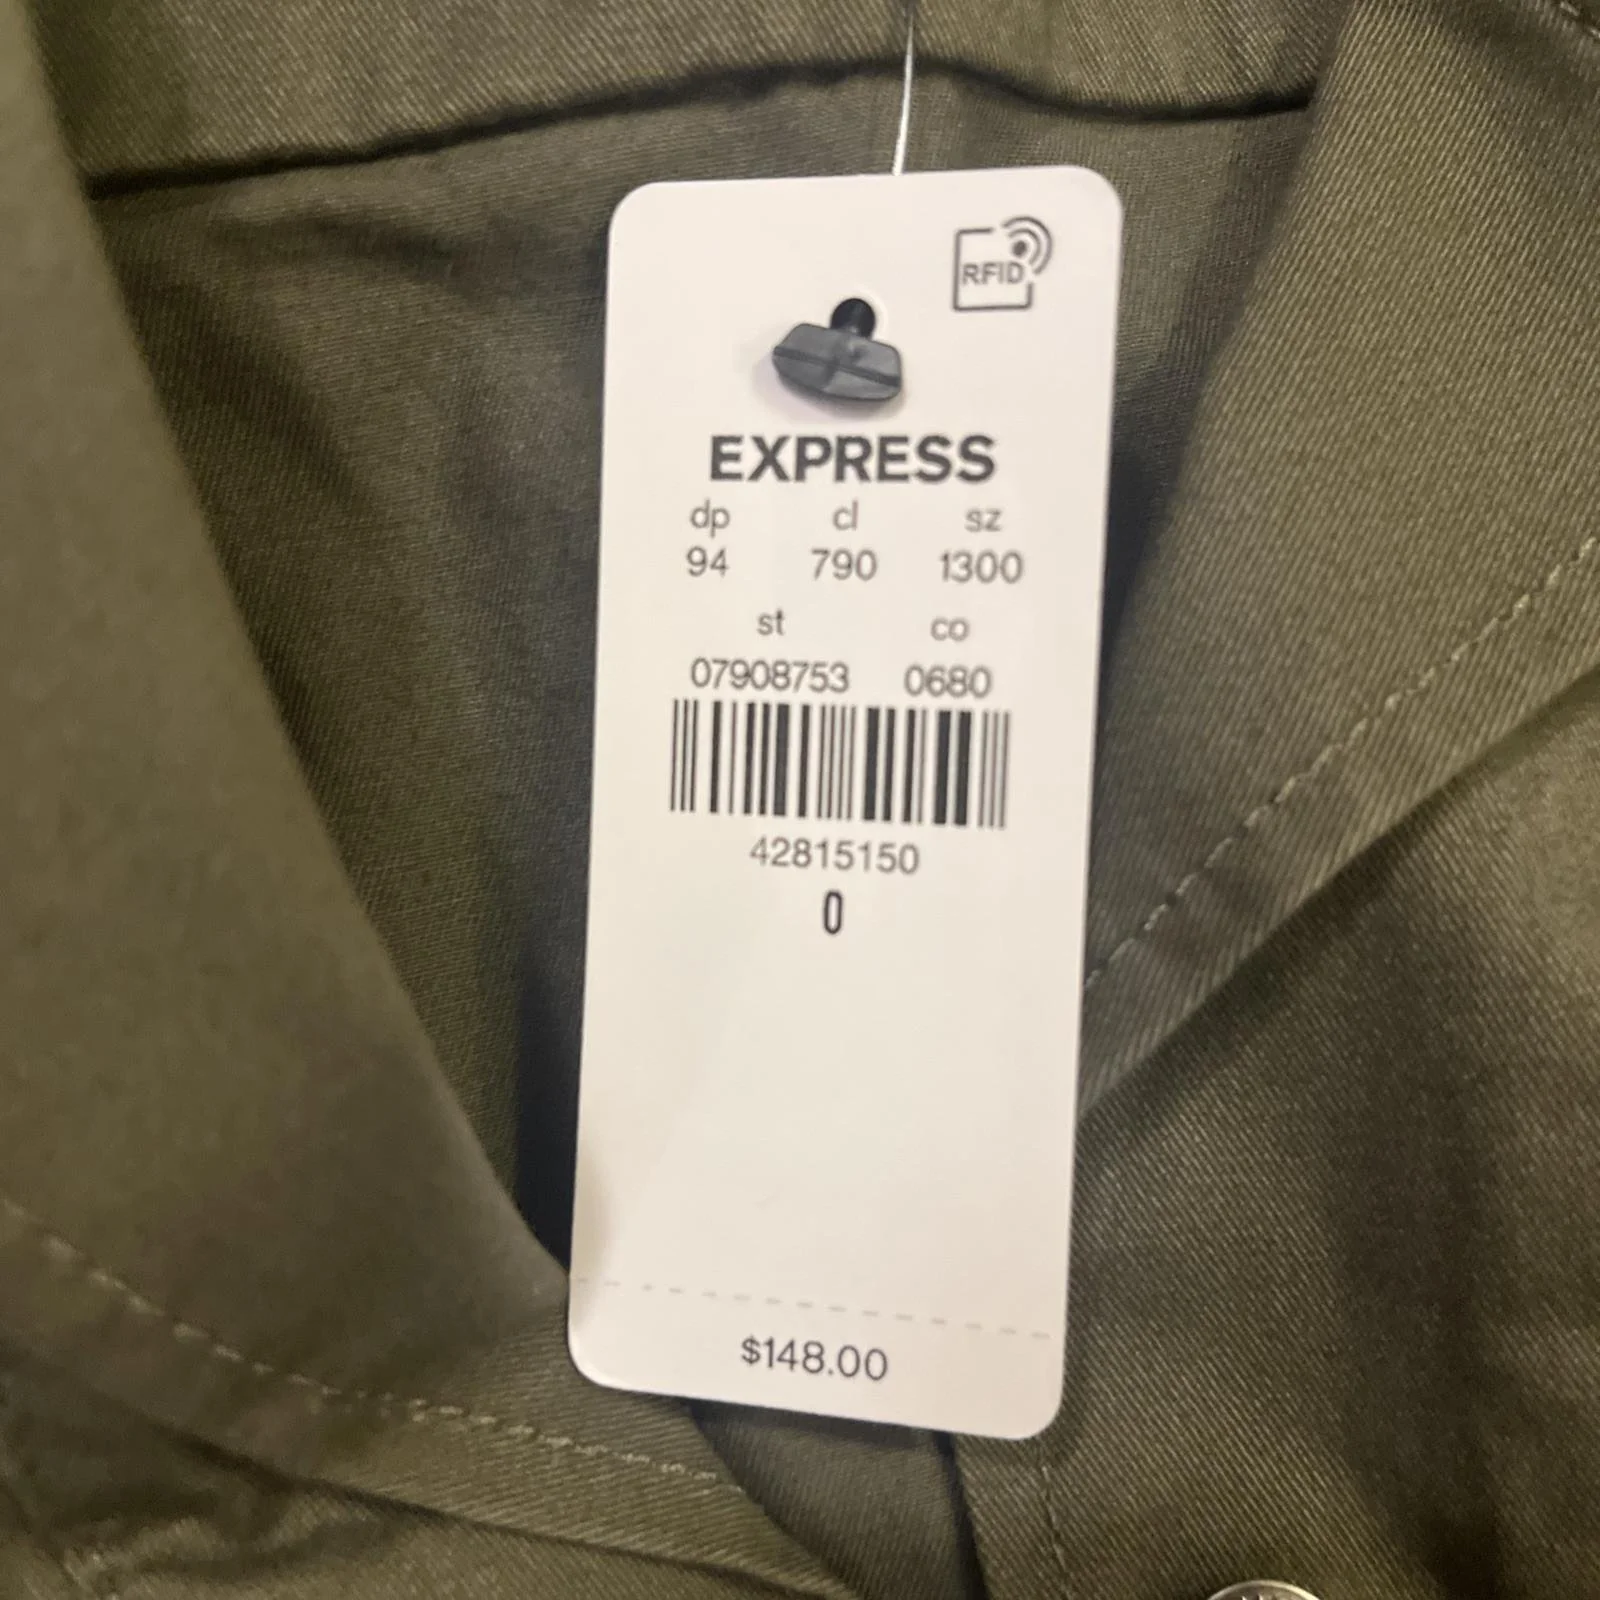 RFID
EXPRESS
dp cl sz
94 790 1300
st co
07908753 0680
42815150
0
$148.00